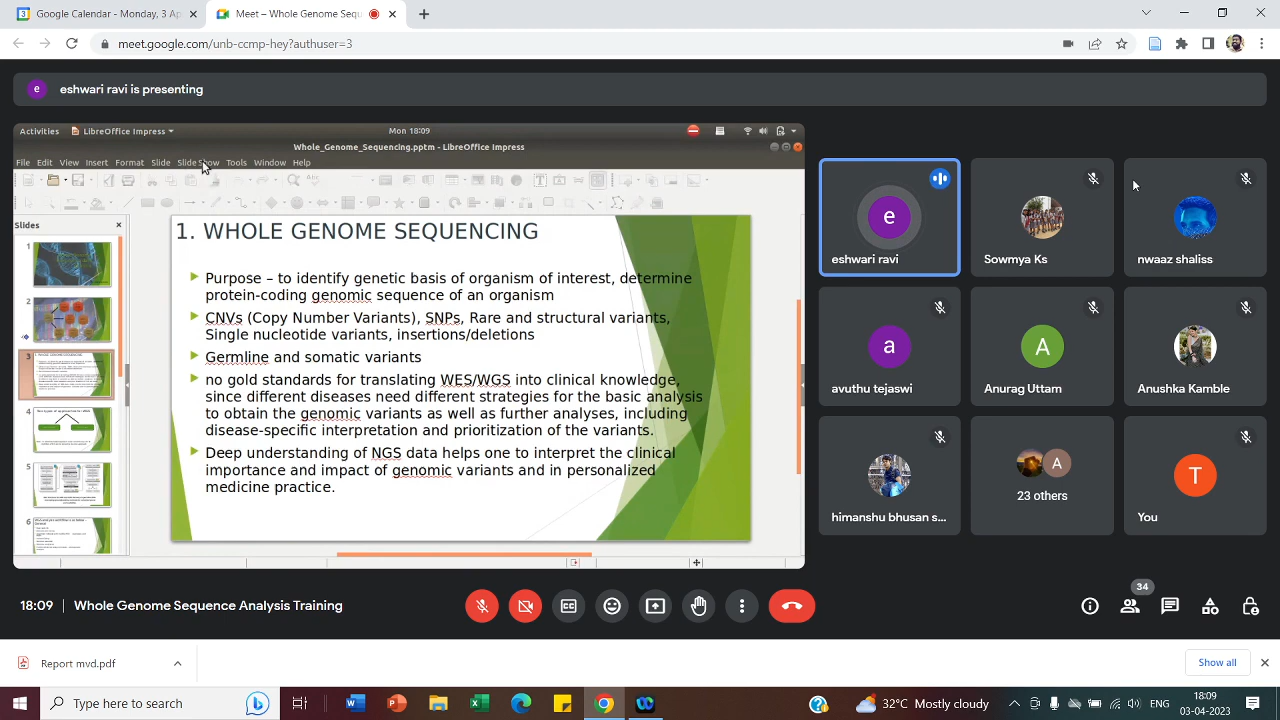 Google Calendar - Monday, 3 Ap
Meet – Whole Genome Sequ
meet.google.com/unb-ccmp-hey?authuser=3
e
eshwari ravi is presenting
Activities LibreOffice Impress
Mon 18:09
Whole_Genome_Sequencing.pptm - LibreOffice Impress
File Edit View Insert Format Slide Slide Show Tools Window Help
Slides
1
2
3
4
5
6
1. WHOLE GENOME SEQUENCING
Purpose – to identify genetic basis of organism of interest, determine
protein-coding genomic sequence of an organism
CNVs (Copy Number Variants), SNPs, Rare and structural variants,
Single nucleotide variants, insertions/deletions
Germline and somatic variants
no gold standards for translating WES/WGS into clinical knowledge,
since different diseases need different strategies for the basic analysis
to obtain the genomic variants as well as further analyses, including
disease-specific interpretation and prioritization of the variants.
Deep understanding of NGS data helps one to interpret the clinical
importance and impact of genomic variants and in personalized
medicine practice.
e
eshwari ravi
Sowmya Ks
nwaaz shaliss
a
avuthu tejaswi
A
Anurag Uttam
Anushka Kamble
himanshu bhusan s...
A
23 others
T
You
18:09 | Whole Genome Sequence Analysis Training
34
Report mvd.pdf
Show all
Type here to search
32°C Mostly cloudy
ENG
18:09
03-04-2023